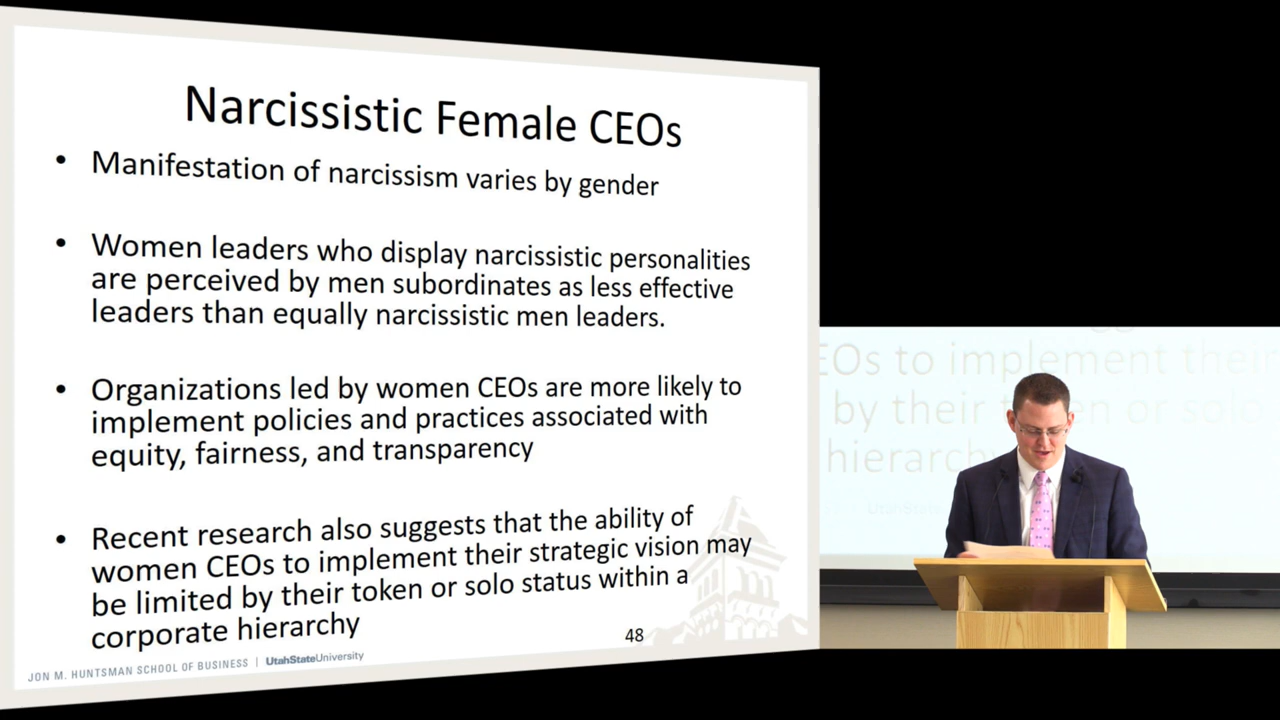 Narcissistic Female CEOs
• Manifestation of narcissism varies by gender
• Women leaders who display narcissistic personalities
are perceived by men subordinates as less effective
leaders than equally narcissistic men leaders.
• Organizations led by women CEOs are more likely to
implement policies and practices associated with
equity, fairness, and transparency
• Recent research also suggests that the ability of
women CEOs to implement their strategic vision may
be limited by their token or solo status within a
corporate hierarchy
48
JON M. HUNTSMAN SCHOOL OF BUSINESS | UtahStateUniversity
EOs to implement their
by their token or solo
hierarchy